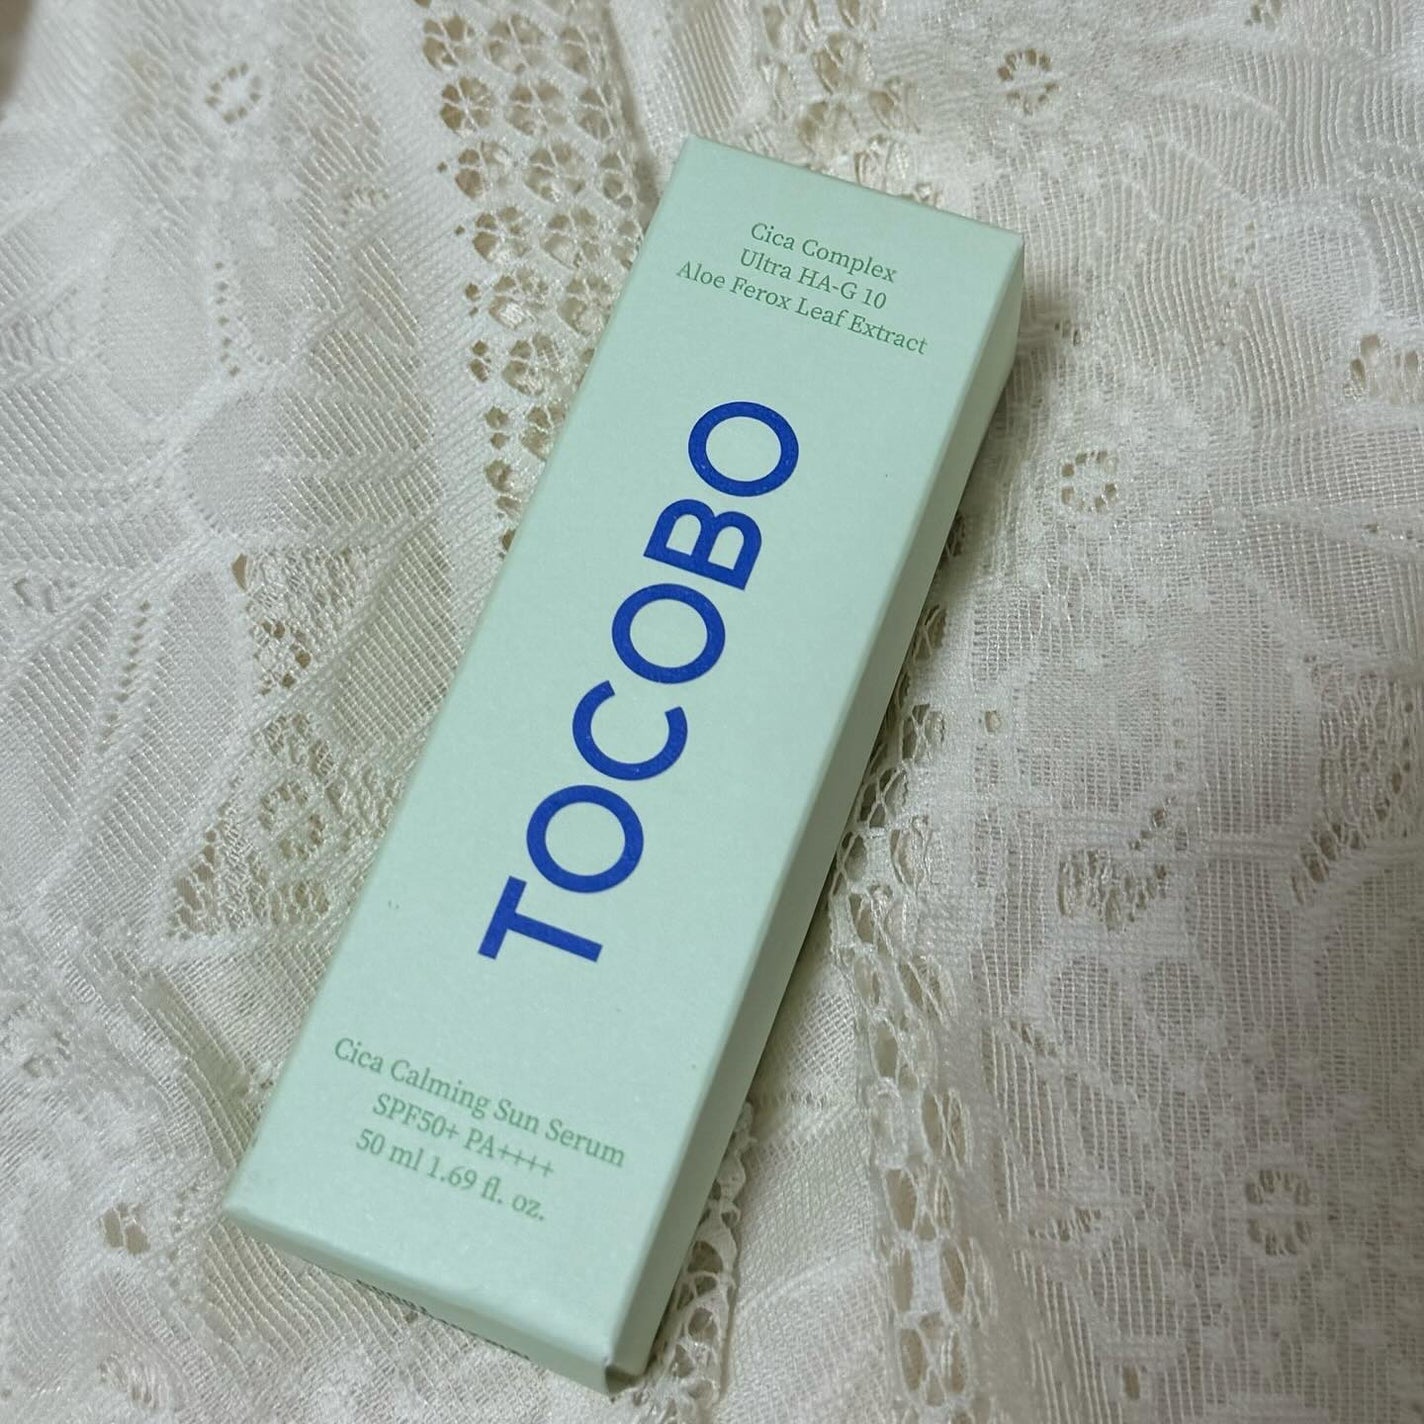 Cica Complex
Ultra HA-G 10
Aloe Ferox Leaf Extract
TOCOBO
Cica Calming Sun Serum
SPF50+ PA++++
50 ml 1.69 fl. oz.